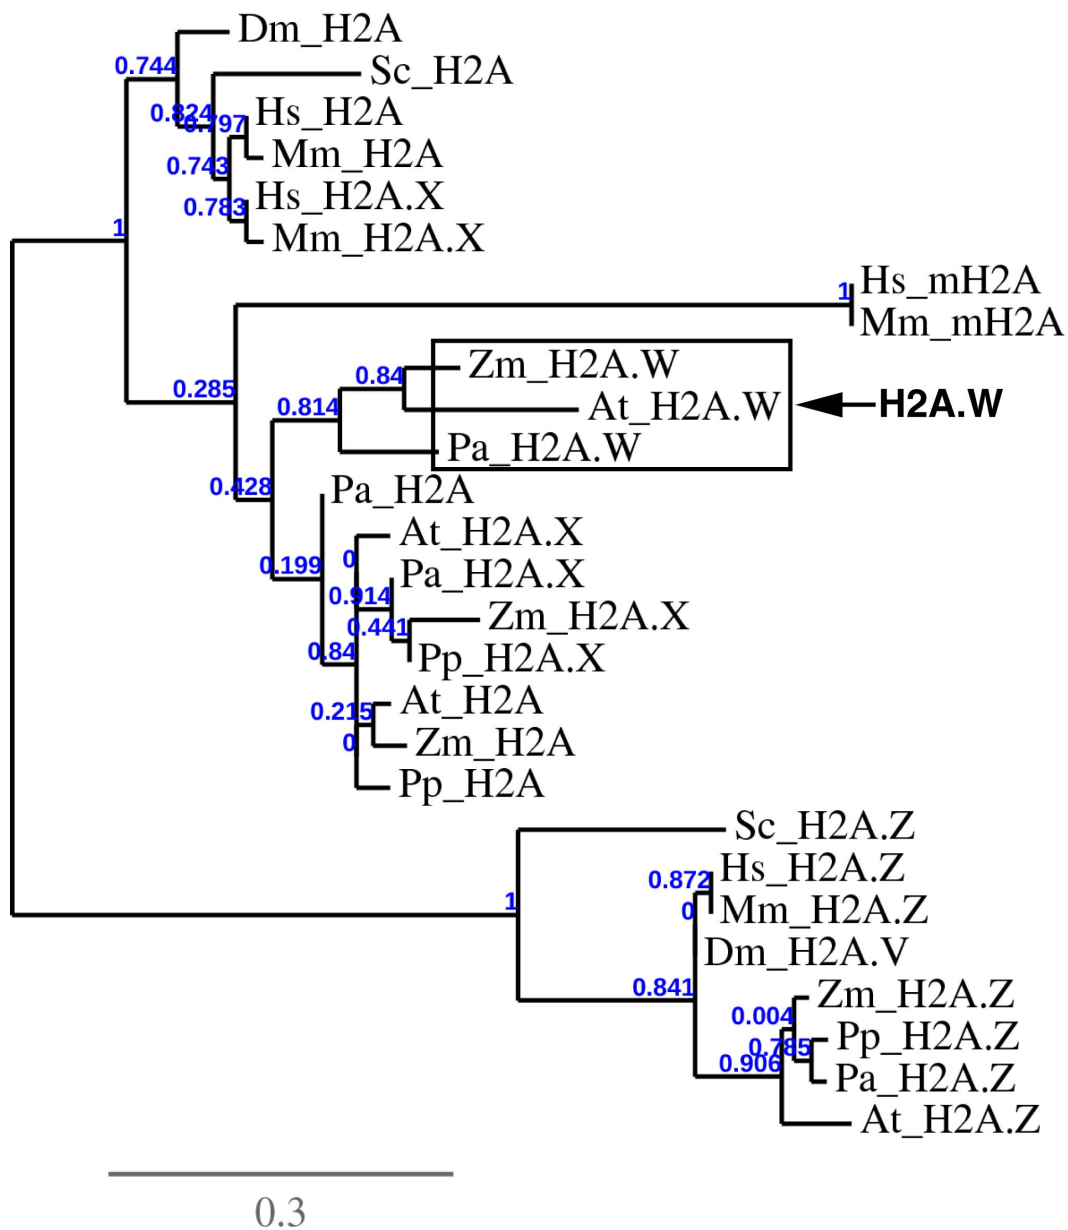 Dm_H2A
0.744
Sc_H2A
0.824
Hs_H2A
0.797
Mm_H2A
0.743
Hs_H2A.X
0.783
Mm_H2A.X
1
Hs_mH2A
1
Mm_mH2A
Zm_H2A.W
0.84
0.285
At_H2A.W
H2A.W
0.814
Pa_H2A.W
0.428
Pa_H2A
At_H2A.X
0
0.199
Pa_H2A.X
0.914
Zm_H2A.X
0.441
0.84
Pp_H2A.X
At_H2A
0.215
Zm_H2A
0
Pp_H2A
Sc_H2A.Z
Hs_H2A.Z
0.872
1
Mm_H2A.Z
0
Dm_H2A.V
0.841
Zm_H2A.Z
0.004
Pp_H2A.Z
0.785
0.906
Pa_H2A.Z
At_H2A.Z
0.3